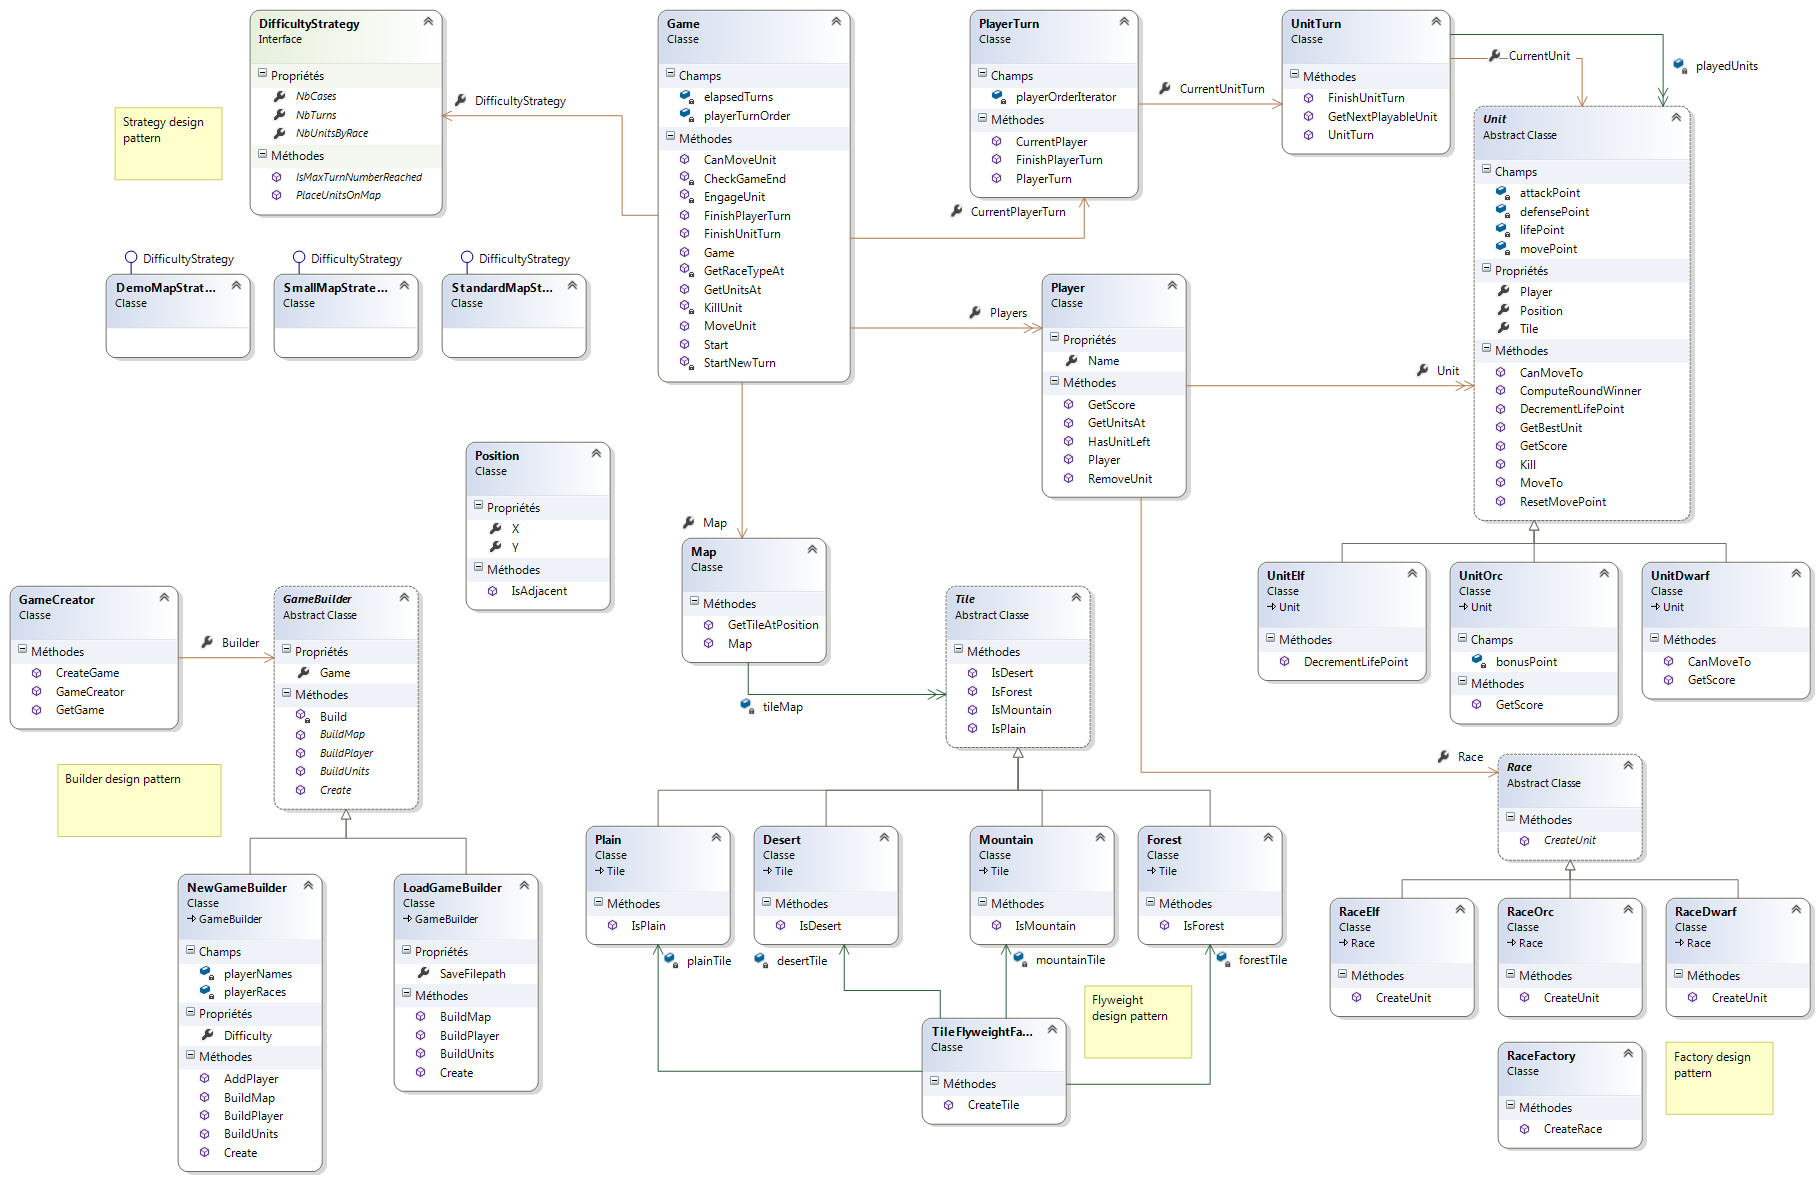 DifficultyStrategy
Interface
Propriétés
NbCases
NbTurns
NbUnitsByRace
Méthodes
IsMaxTurnNumberReached
PlaceUnitsOnMap
Strategy design
pattern
DifficultyStrategy
DifficultyStrategy
DemoMapStrat...
Classe
DifficultyStrategy
SmallMapStrate...
Classe
DifficultyStrategy
StandardMapSt...
Classe
Game
Classe
Champs
elapsedTurns
playerTurnOrder
Méthodes
CanMoveUnit
CheckGameEnd
EngageUnit
FinishPlayerTurn
FinishUnitTurn
Game
GetRaceTypeAt
GetUnitsAt
KillUnit
MoveUnit
Start
StartNewTurn
PlayerTurn
Classe
Champs
playerOrderIterator
Méthodes
CurrentPlayer
FinishPlayerTurn
PlayerTurn
CurrentPlayerTurn
CurrentUnitTurn
UnitTurn
Classe
Méthodes
FinishUnitTurn
GetNextPlayableUnit
UnitTurn
CurrentUnit
playedUnits
Unit
Abstract Classe
Champs
attackPoint
defensePoint
lifePoint
movePoint
Propriétés
Player
Position
Tile
Méthodes
CanMoveTo
ComputeRoundWinner
DecrementLifePoint
GetBestUnit
GetScore
Kill
MoveTo
ResetMovePoint
Players
Player
Classe
Propriétés
Name
Méthodes
GetScore
GetUnitsAt
HasUnitLeft
Player
RemoveUnit
Unit
Position
Classe
Propriétés
X
Y
Méthodes
IsAdjacent
Map
Map
Classe
Méthodes
GetTileAtPosition
Map
tileMap
Tile
Abstract Classe
Méthodes
IsDesert
IsForest
IsMountain
IsPlain
UnitElf
Classe
Unit
Méthodes
DecrementLifePoint
UnitOrc
Classe
Unit
Champs
bonusPoint
Méthodes
GetScore
UnitDwarf
Classe
Unit
Méthodes
CanMoveTo
GetScore
GameCreator
Classe
Méthodes
CreateGame
GameCreator
GetGame
Builder
GameBuilder
Abstract Classe
Propriétés
Game
Méthodes
Build
BuildMap
BuildPlayer
BuildUnits
Create
Builder design pattern
NewGameBuilder
Classe
GameBuilder
Champs
playerNames
playerRaces
Propriétés
Difficulty
Méthodes
AddPlayer
BuildMap
BuildPlayer
BuildUnits
Create
LoadGameBuilder
Classe
GameBuilder
Propriétés
SaveFilepath
Méthodes
BuildMap
BuildPlayer
BuildUnits
Create
Plain
Classe
Tile
Méthodes
IsPlain
Desert
Classe
Tile
Méthodes
IsDesert
Mountain
Classe
Tile
Méthodes
IsMountain
Forest
Classe
Tile
Méthodes
IsForest
plainTile
desertTile
mountainTile
forestTile
Flyweight
design pattern
TileFlyweightFa...
Classe
Méthodes
CreateTile
Race
Race
Abstract Classe
Méthodes
CreateUnit
RaceElf
Classe
Race
Méthodes
CreateUnit
RaceOrc
Classe
Race
Méthodes
CreateUnit
RaceDwarf
Classe
Race
Méthodes
CreateUnit
RaceFactory
Classe
Méthodes
CreateRace
Factory design
pattern